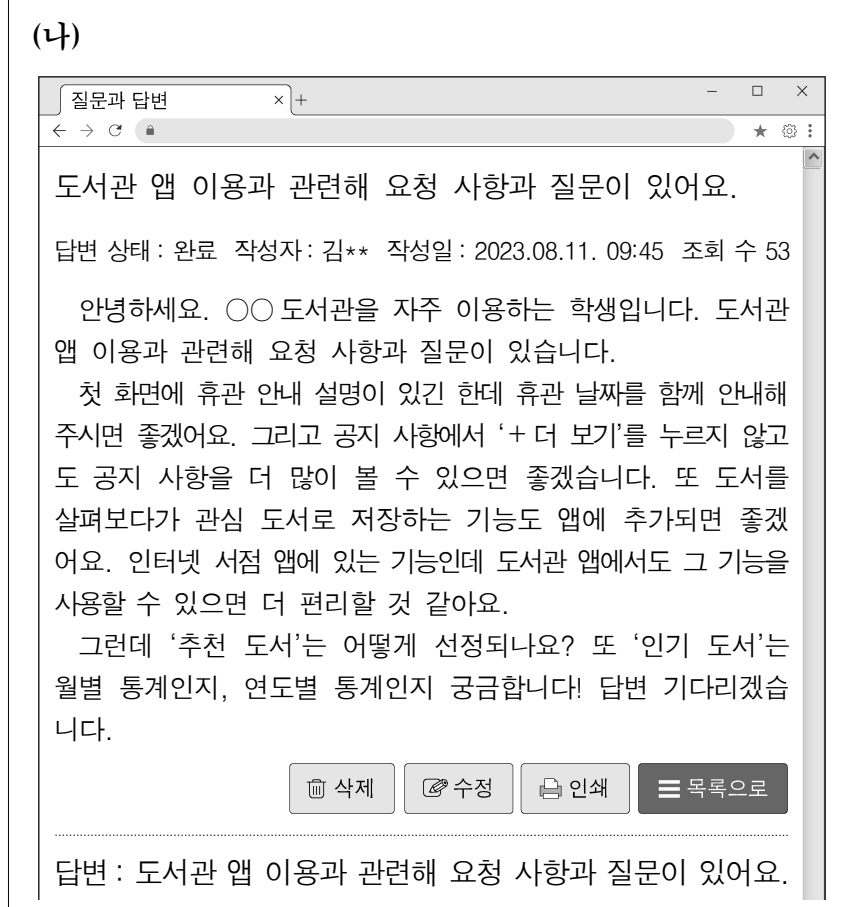 (나)
질문과 답변 × +
도서관 앱 이용과 관련해 요청 사항과 질문이 있어요.
답변 상태 : 완료 작성자 : 김** 작성일 : 2023.08.11. 09:45 조회 수 53
안녕하세요. ○○ 도서관을 자주 이용하는 학생입니다. 도서관
앱 이용과 관련해 요청 사항과 질문이 있습니다.
첫 화면에 휴관 안내 설명이 있긴 한데 휴관 날짜를 함께 안내해
주시면 좋겠어요. 그리고 공지 사항에서 ‘+ 더 보기’를 누르지 않고
도 공지 사항을 더 많이 볼 수 있으면 좋겠습니다. 또 도서를
살펴보다가 관심 도서로 저장하는 기능도 앱에 추가되면 좋겠
어요. 인터넷 서점 앱에 있는 기능인데 도서관 앱에서도 그 기능을
사용할 수 있으면 더 편리할 것 같아요.
그런데 ‘추천 도서’는 어떻게 선정되나요? 또 ‘인기 도서’는
월별 통계인지, 연도별 통계인지 궁금합니다! 답변 기다리겠습
니다.
삭제 수정 인쇄 목록으로
답변 : 도서관 앱 이용과 관련해 요청 사항과 질문이 있어요.